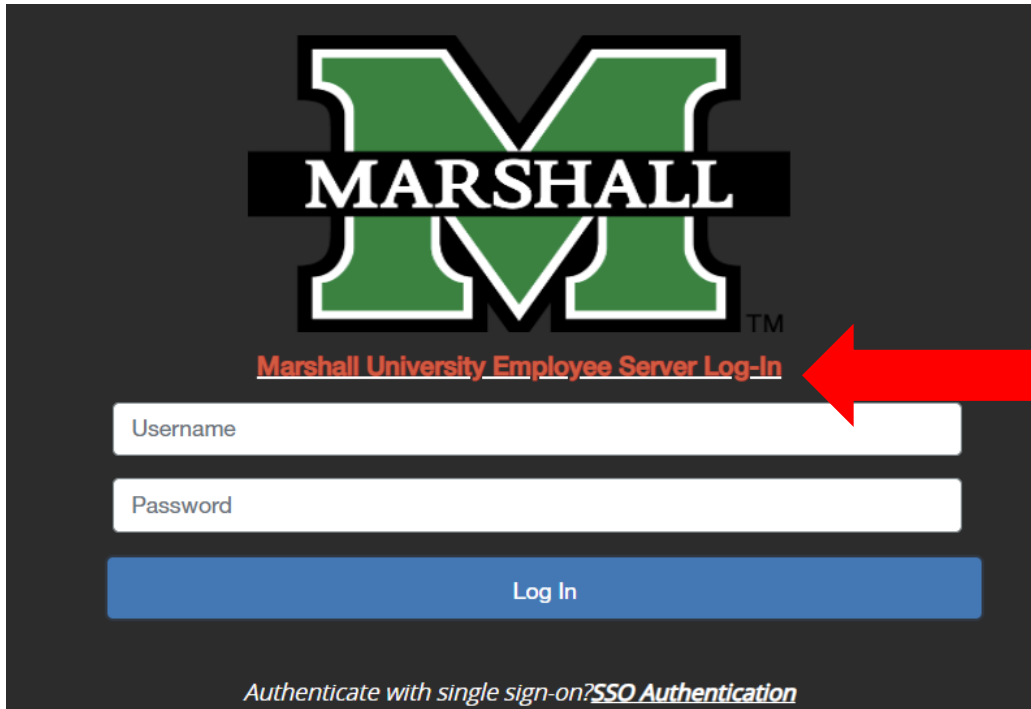 MARSHALL
TM
Marshall University Employee Server Log-In
Username
Password
Log In
Authenticate with single sign-on?SSO Authentication